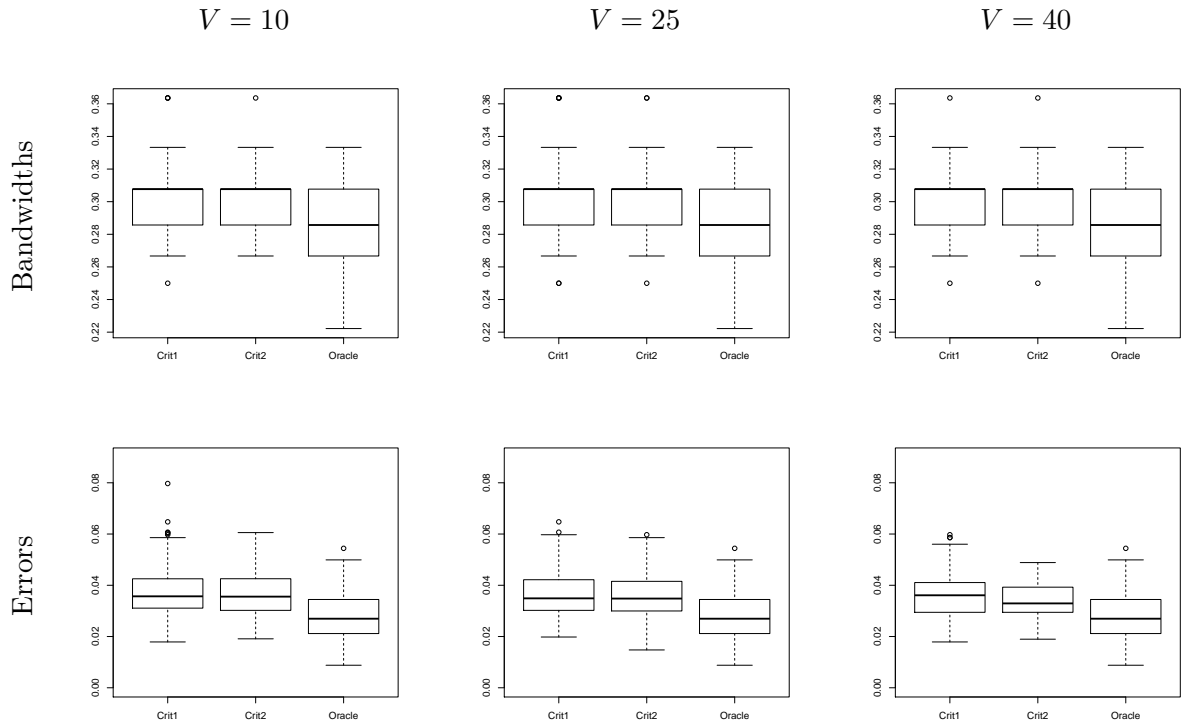 V = 10 V = 25 V = 40
Bandwidths
0.36 0.36 0.36
0.34 0.34 0.34
0.32 0.32 0.32
0.30 0.30 0.30
0.28 0.28 0.28
0.26 0.26 0.26
0.24 0.24 0.24
0.22 0.22 0.22
Crit1 Crit2 Oracle Crit1 Crit2 Oracle Crit1 Crit2 Oracle
Errors
0.08 0.08 0.08
0.06 0.06 0.06
0.04 0.04 0.04
0.02 0.02 0.02
0.00 0.00 0.00
Crit1 Crit2 Oracle Crit1 Crit2 Oracle Crit1 Crit2 Oracle